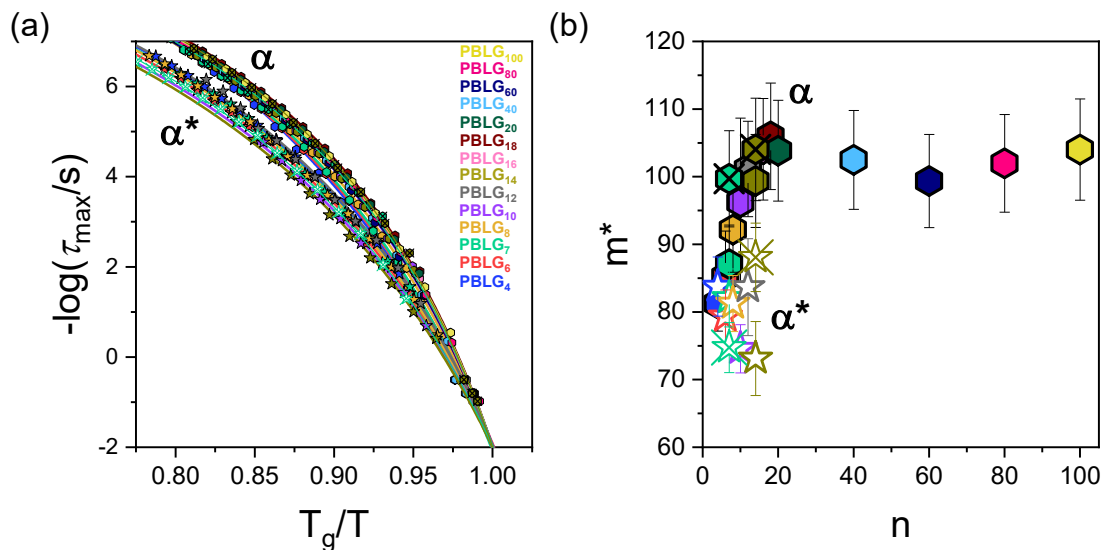 (a)
-log(τmax/s)
6
4
2
0
-2
0.80
0.85
0.90
0.95
1.00
Tg/T
α
α*
PBLG100
PBLG80
PBLG60
PBLG40
PBLG20
PBLG18
PBLG16
PBLG14
PBLG12
PBLG10
PBLG8
PBLG7
PBLG6
PBLG4
(b)
m*
120
110
100
90
80
70
60
0
20
40
60
80
100
n
α
α*